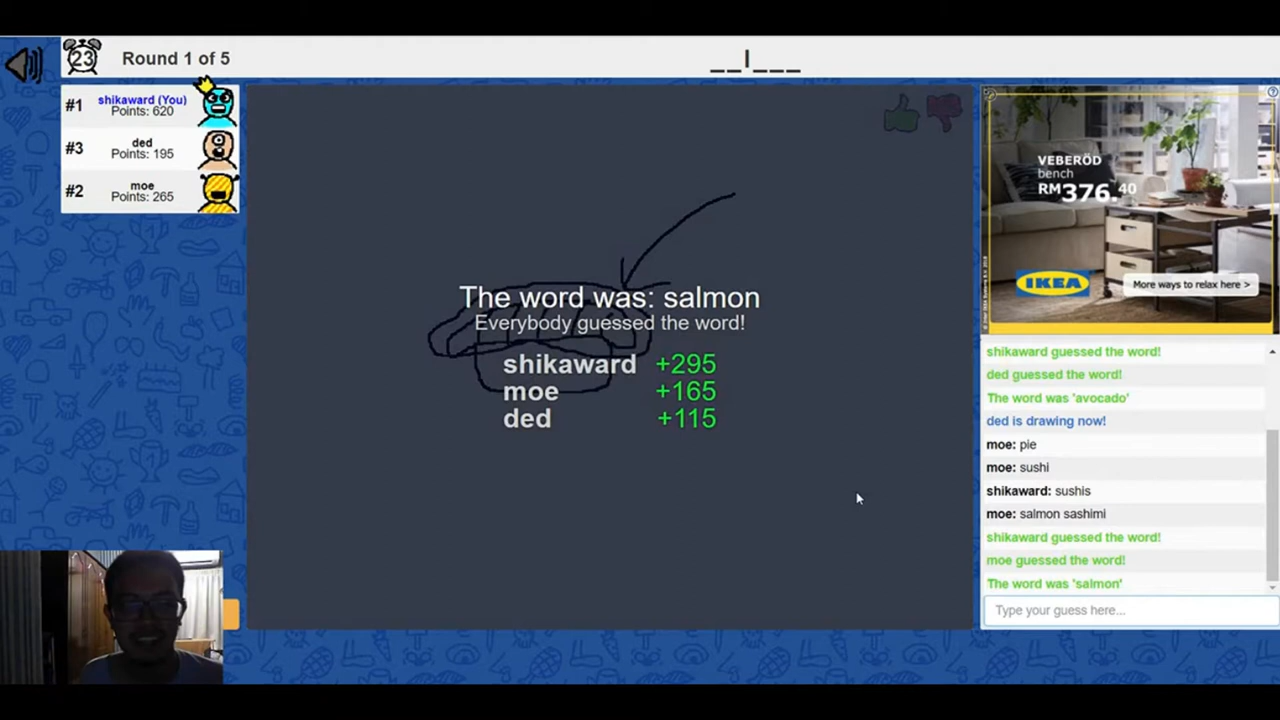 23
Round 1 of 5
__l___
#1
shikaward (You)
Points: 620
#3
ded
Points: 195
#2
moe
Points: 265
The word was: salmon
Everybody guessed the word!
shikaward +295
moe +165
ded +115
VEBERÖD
bench
RM376.40
IKEA
More ways to relax here >
shikaward guessed the word!
ded guessed the word!
The word was 'avocado'
ded is drawing now!
moe: pie
moe: sushi
shikaward: sushis
moe: salmon sashimi
shikaward guessed the word!
moe guessed the word!
The word was 'salmon'
Type your guess here...